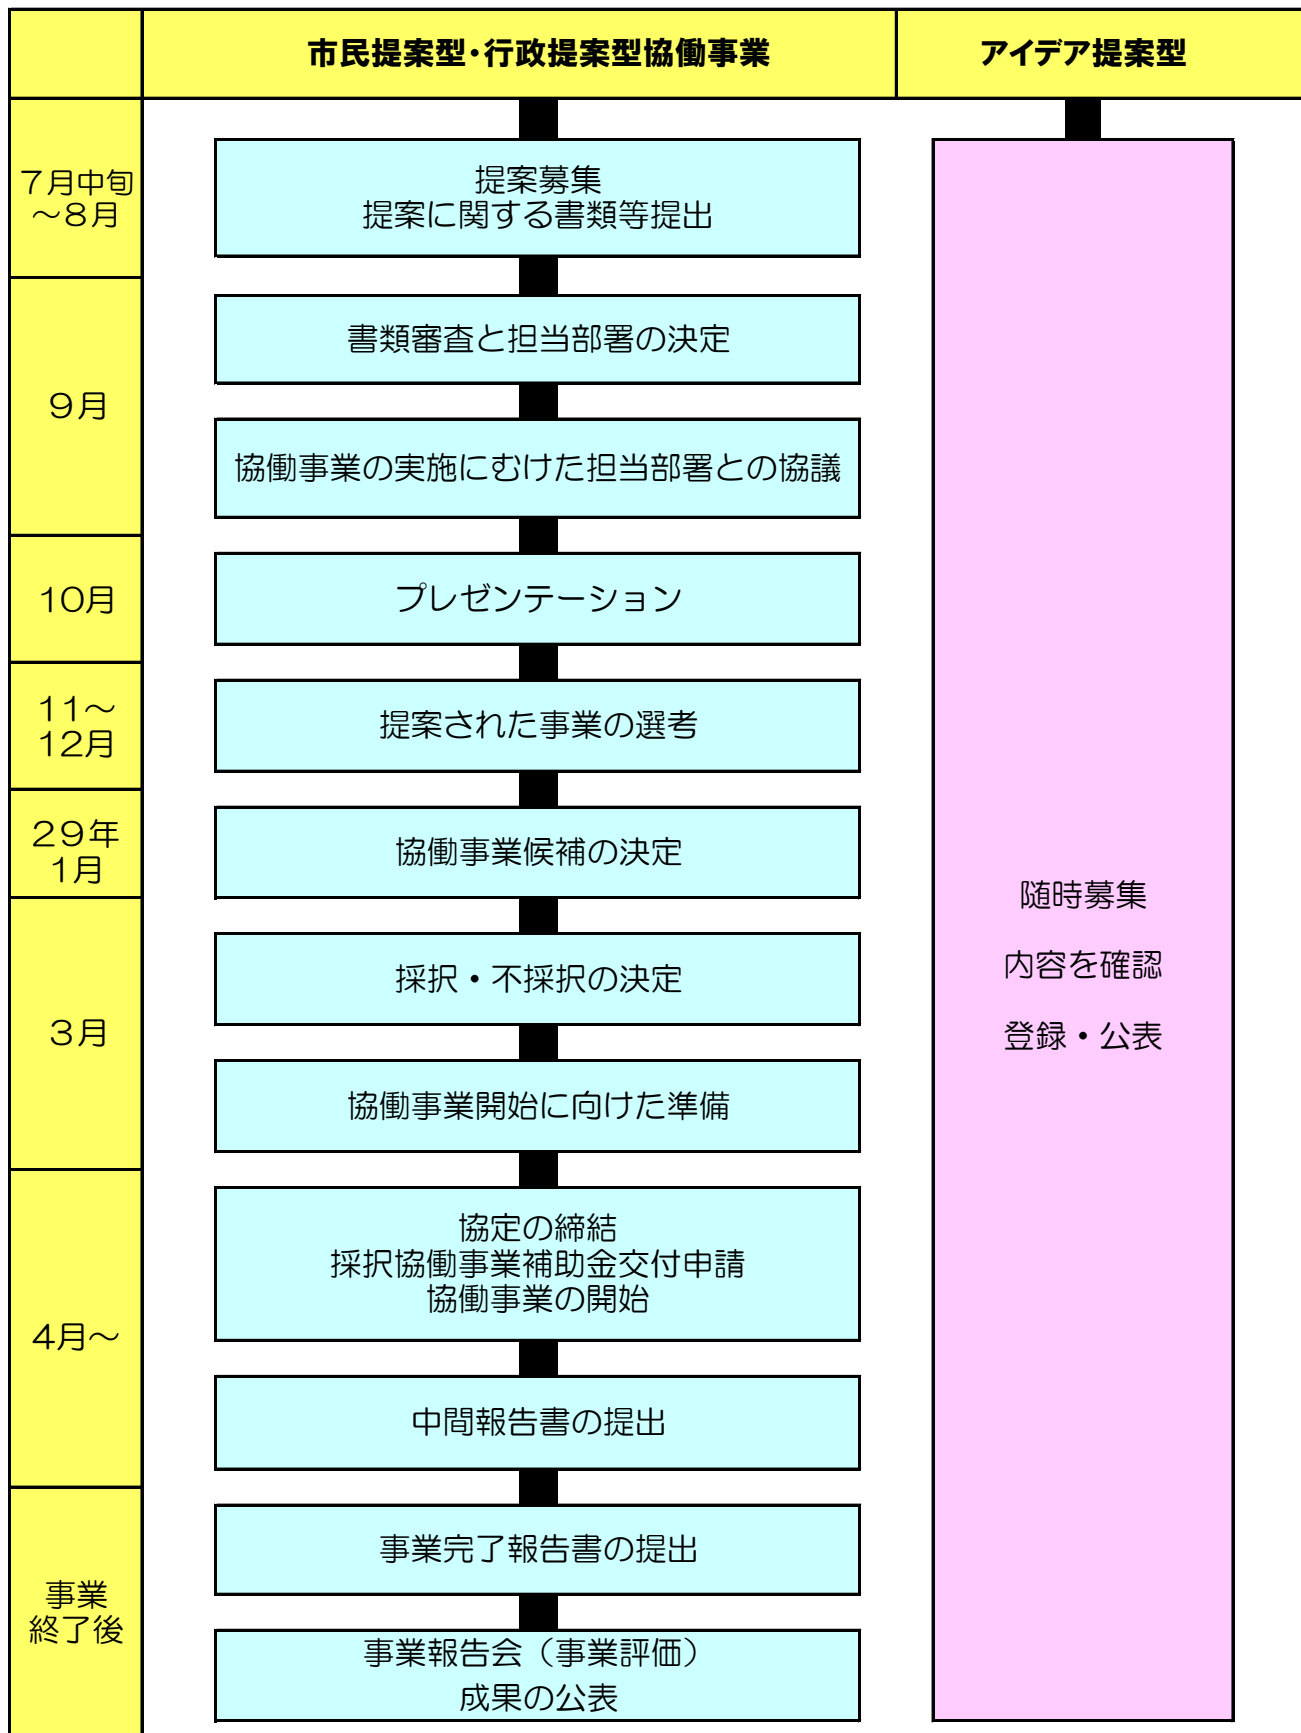 市民提案型・行政提案型協働事業
アイデア提案型
７月中旬
～８月
提案募集
提案に関する書類等提出
９月
書類審査と担当部署の決定
協働事業の実施にむけた担当部署との協議
10月
プレゼンテーション
11～
12月
提案された事業の選考
２９年
１月
協働事業候補の決定
３月
採択・不採択の決定
協働事業開始に向けた準備
４月～
協定の締結
採択協働事業補助金交付申請
協働事業の開始
中間報告書の提出
事業
終了後
事業完了報告書の提出
事業報告会（事業評価）
成果の公表
随時募集
内容を確認
登録・公表